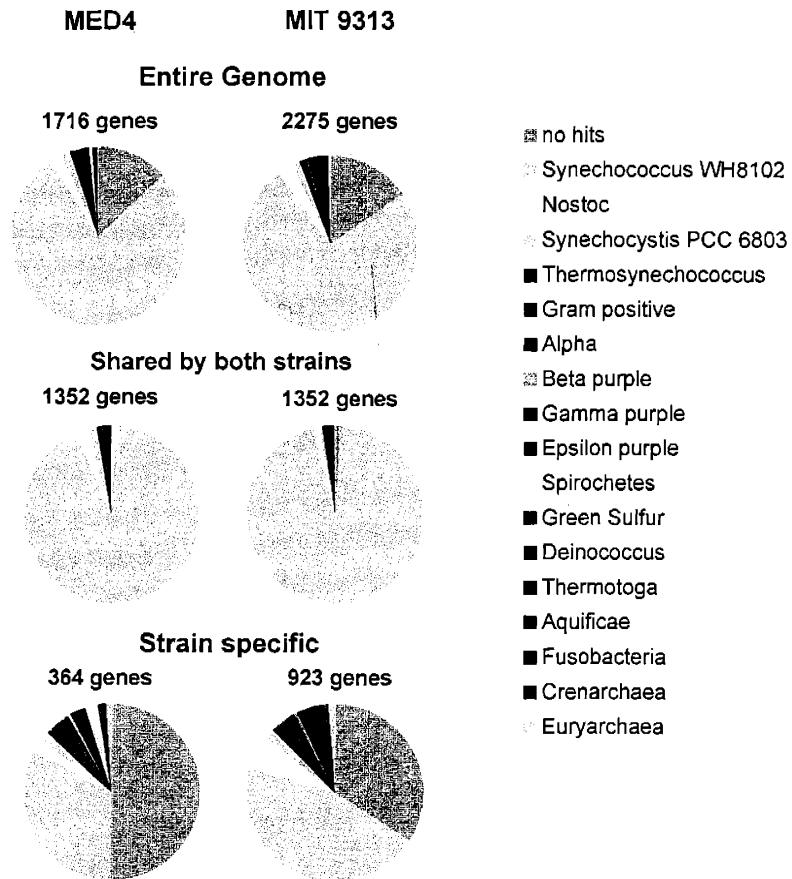 MED4 MIT 9313
Entire Genome
1716 genes 2275 genes
Shared by both strains
1352 genes 1352 genes
Strain specific
364 genes 923 genes
no hits
Synechococcus WH8102
Nostoc
Synechocystis PCC 6803
Thermosynechococcus
Gram positive
Alpha
Beta purple
Gamma purple
Epsilon purple
Spirochetes
Green Sulfur
Deinococcus
Thermotoga
Aquificae
Fusobacteria
Crenarchaea
Euryarchaea